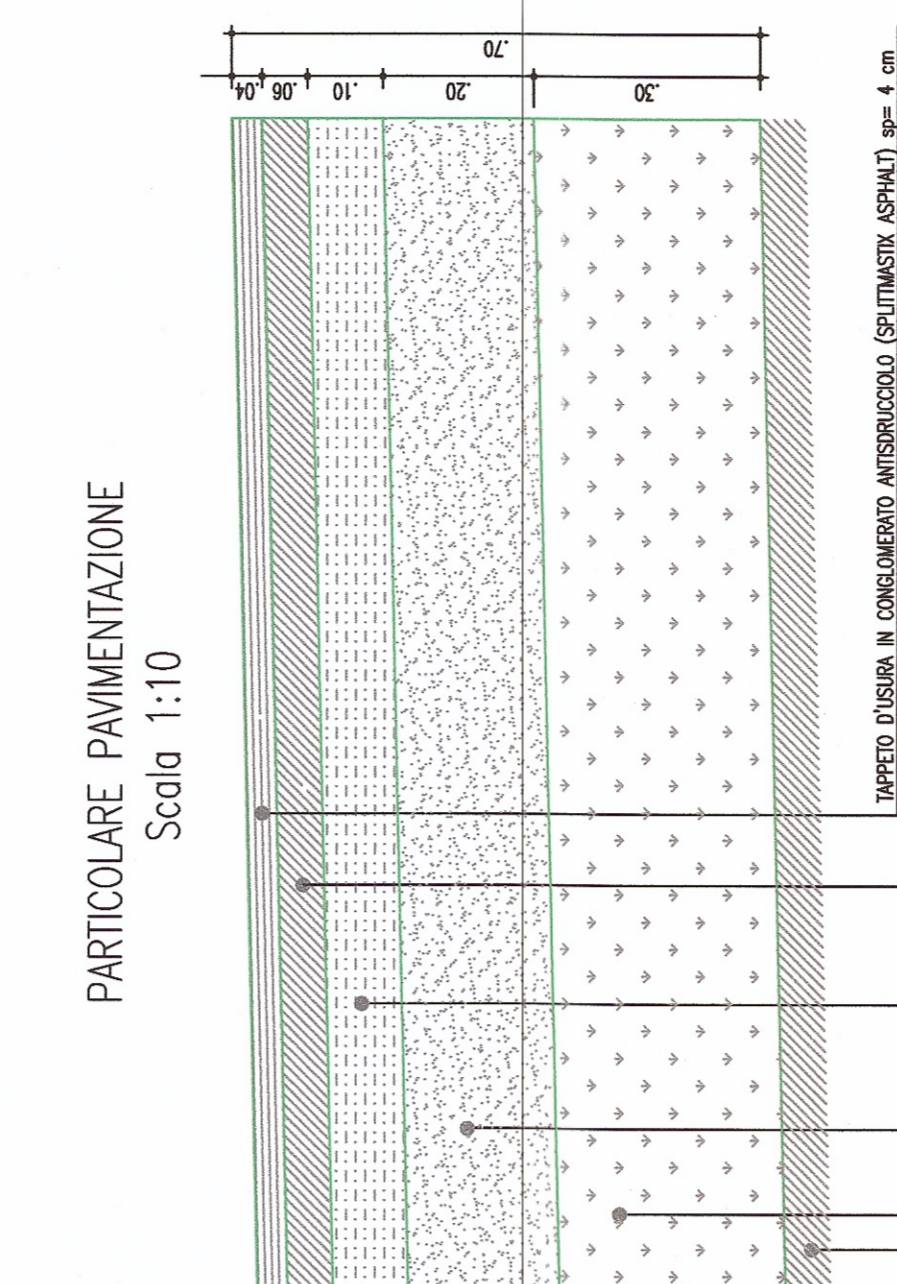 PARTICOLARE PAVIMENTAZIONE
Scala 1:10
.70
.04
.06
.10
.20
.30
TAPPETO D'USURA IN CONGLOMERATO ANTISDRUCCIOLO (SPLITTMASTIX ASPHALT) sp= 4 cm